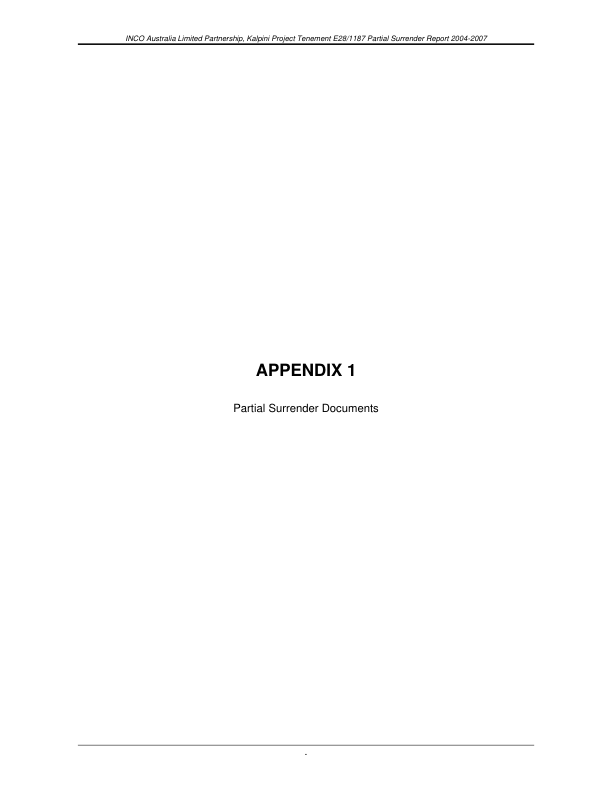 INCO Australia Limited Partnership, Kalpini Project Tenement E28/1187 Partial Surrender Report 2004-2007
APPENDIX 1
Partial Surrender Documents
-